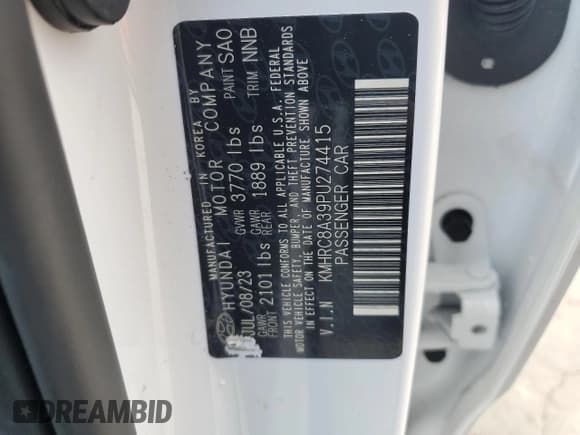 MANUFACTURED IN KOREA BY
HYUNDAI MOTOR COMPANY
JUL/08/23 GVWR 3770 lbs PAINT SAO
GAWR FRONT 2101 lbs GAWR REAR 1889 lbs TRIM NNB
THIS VEHICLE CONFORMS TO ALL APPLICABLE U.S.A. FEDERAL
MOTOR VEHICLE SAFETY, BUMPER, AND THEFT PREVENTION STANDARDS
IN EFFECT ON THE DATE OF MANUFACTURE SHOWN ABOVE
V.I.N KMHRC8A39PU274415
PASSENGER CAR
DREAMBID